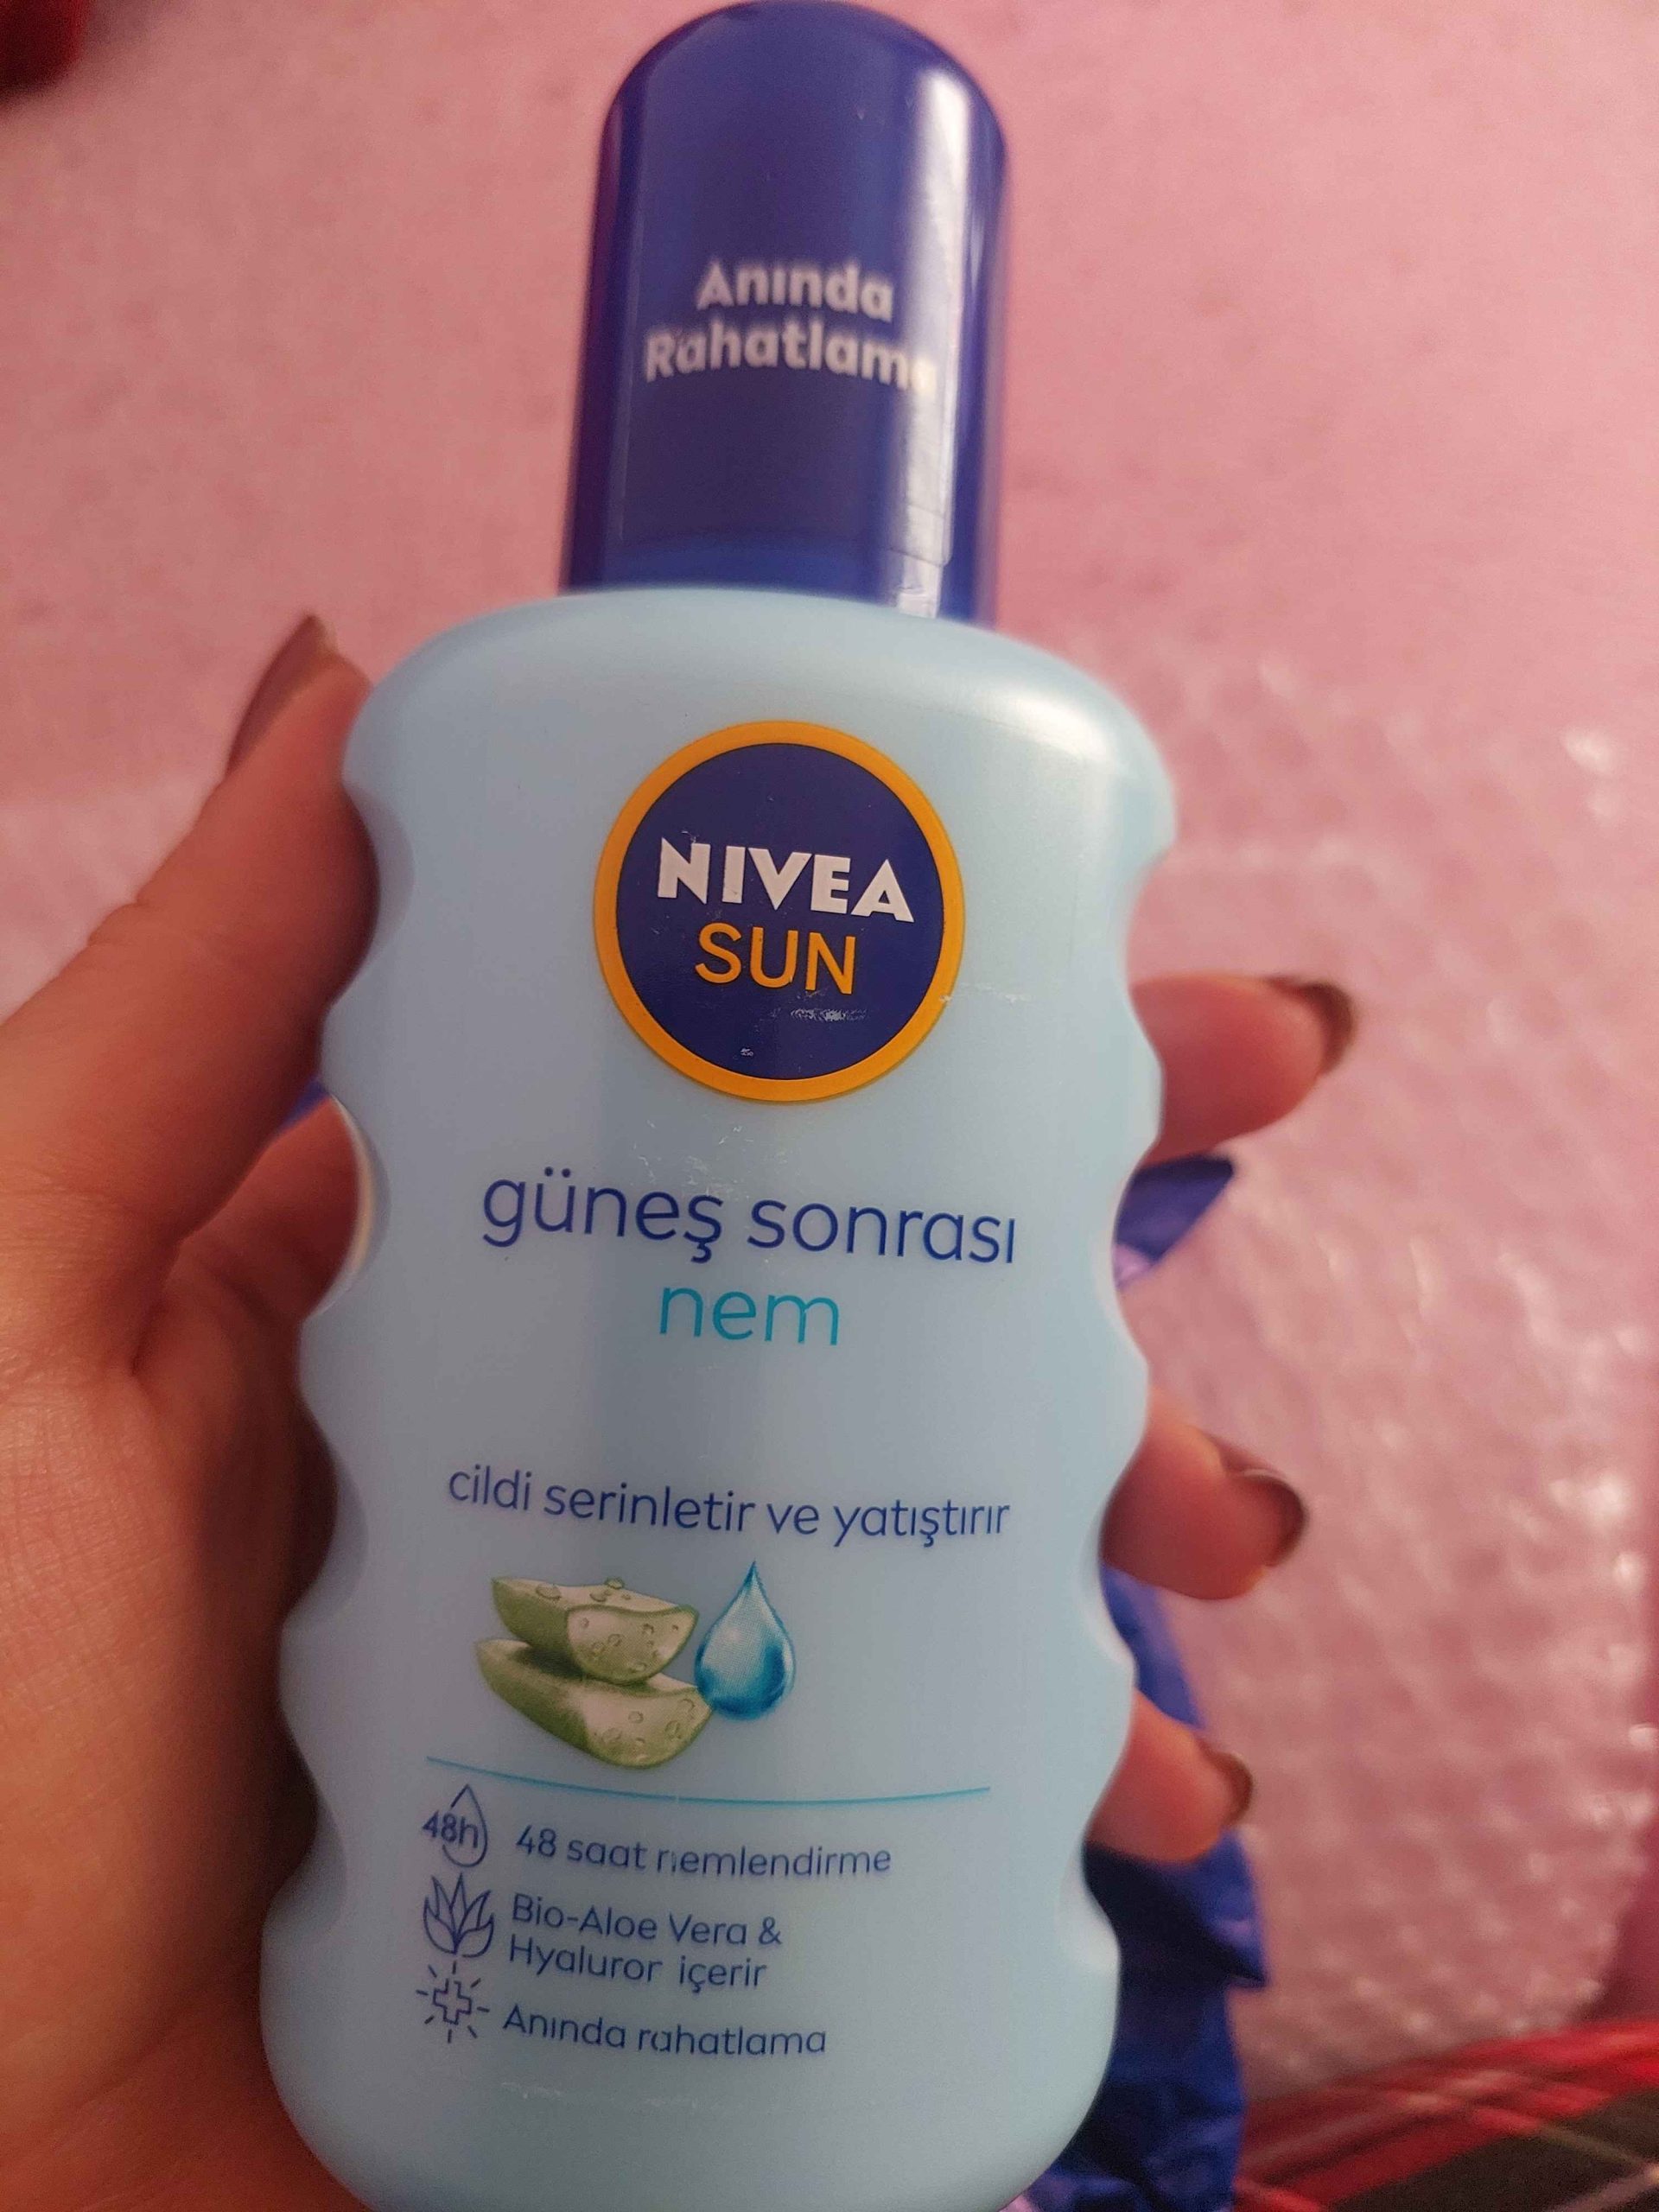 Anında
Rahatlama
NIVEA
SUN
güneş sonrası
nem
cildi serinletir ve yatıştırır
48h
48 saat nemlendirme
Bio-Aloe Vera &
Hyaluron içerir
Anında rahatlama